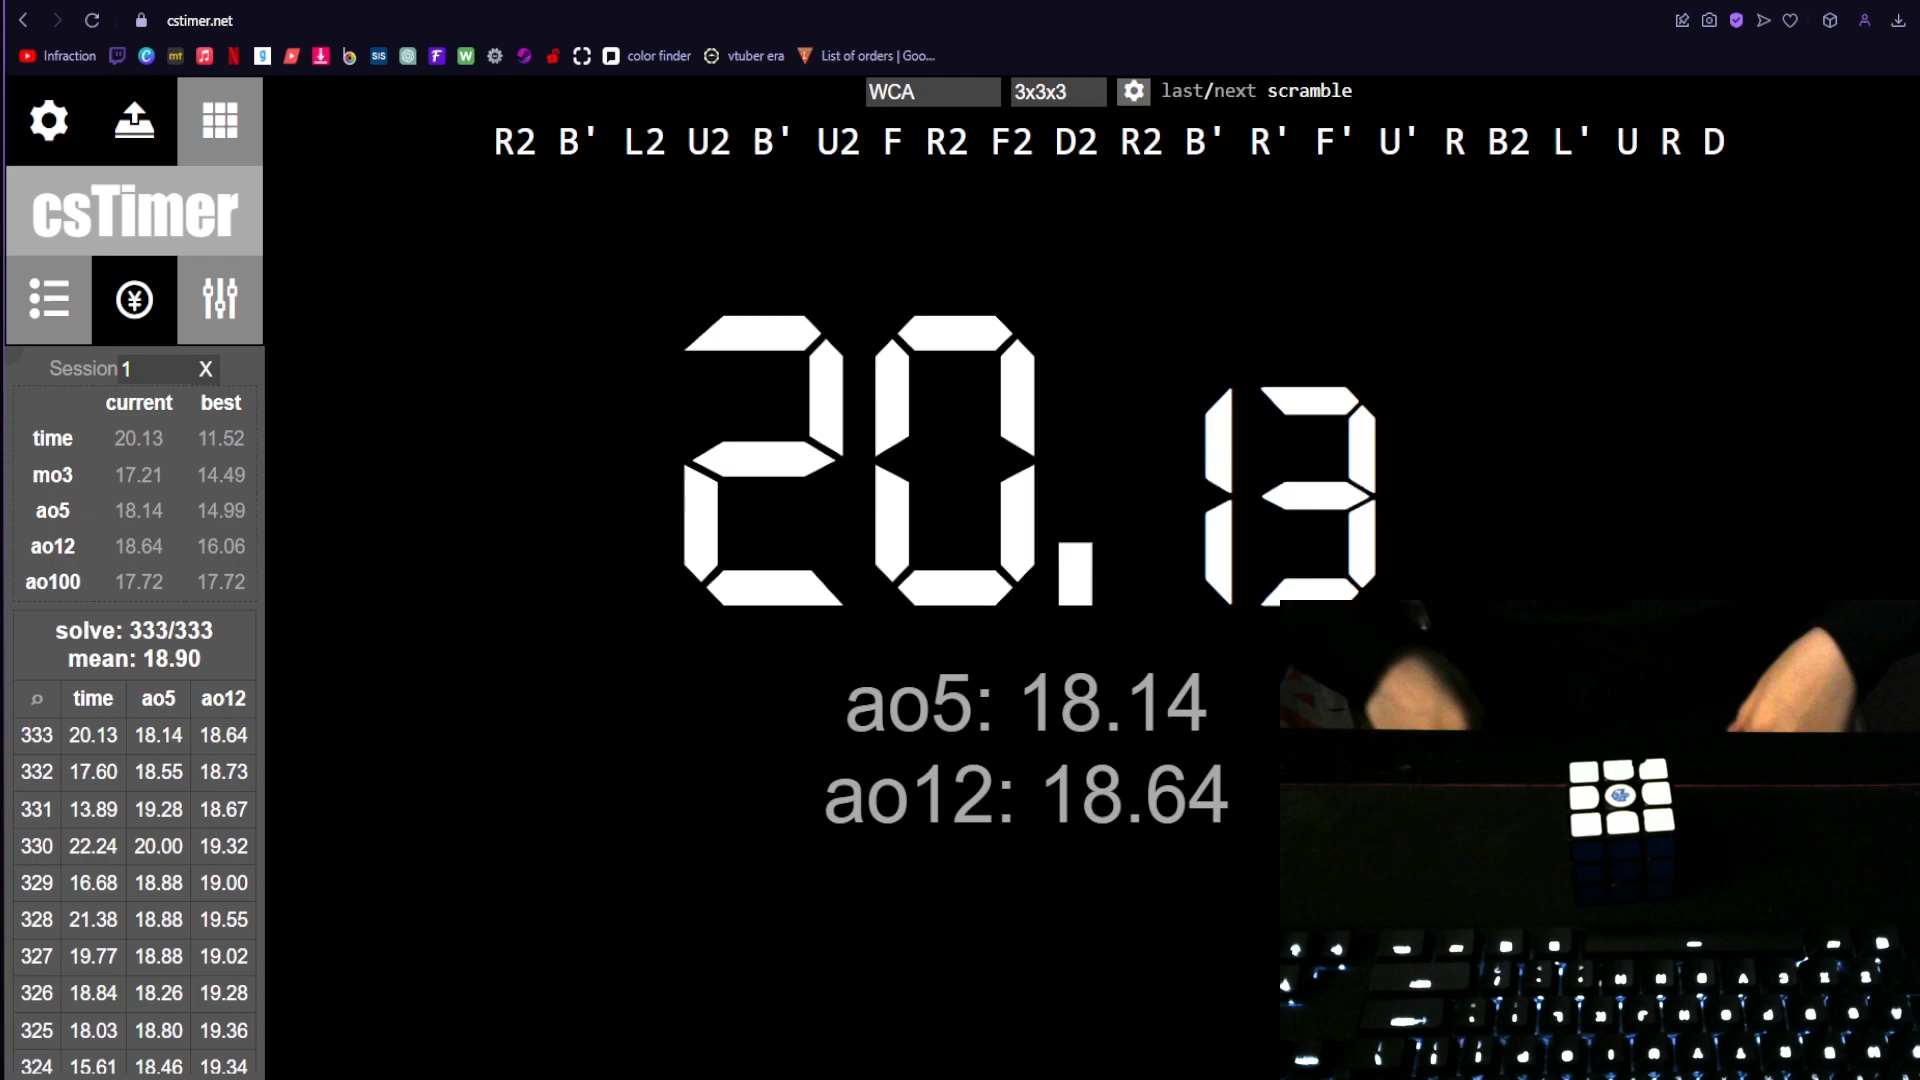 cstimer.net
Infraction
mt
g
SIS
F
W
color finder
vtuber era
List of orders | Goo...
WCA 3x3x3 last/next scramble
R2 B' L2 U2 B' U2 F R2 F2 D2 R2 B' R' F' U' R B2 L' U R D
csTimer
Session 1 X
current best
time 20.13 11.52
mo3 17.21 14.49
ao5 18.14 14.99
ao12 18.64 16.06
ao100 17.72 17.72
solve: 333/333
mean: 18.90
time ao5 ao12
333 20.13 18.14 18.64
332 17.60 18.55 18.73
331 13.89 19.28 18.67
330 22.24 20.00 19.32
329 16.68 18.88 19.00
328 21.38 18.88 19.55
327 19.77 18.88 19.02
326 18.84 18.26 19.28
325 18.03 18.80 19.36
324 15.61 18.46 19.34
20.13
ao5: 18.14
ao12: 18.64